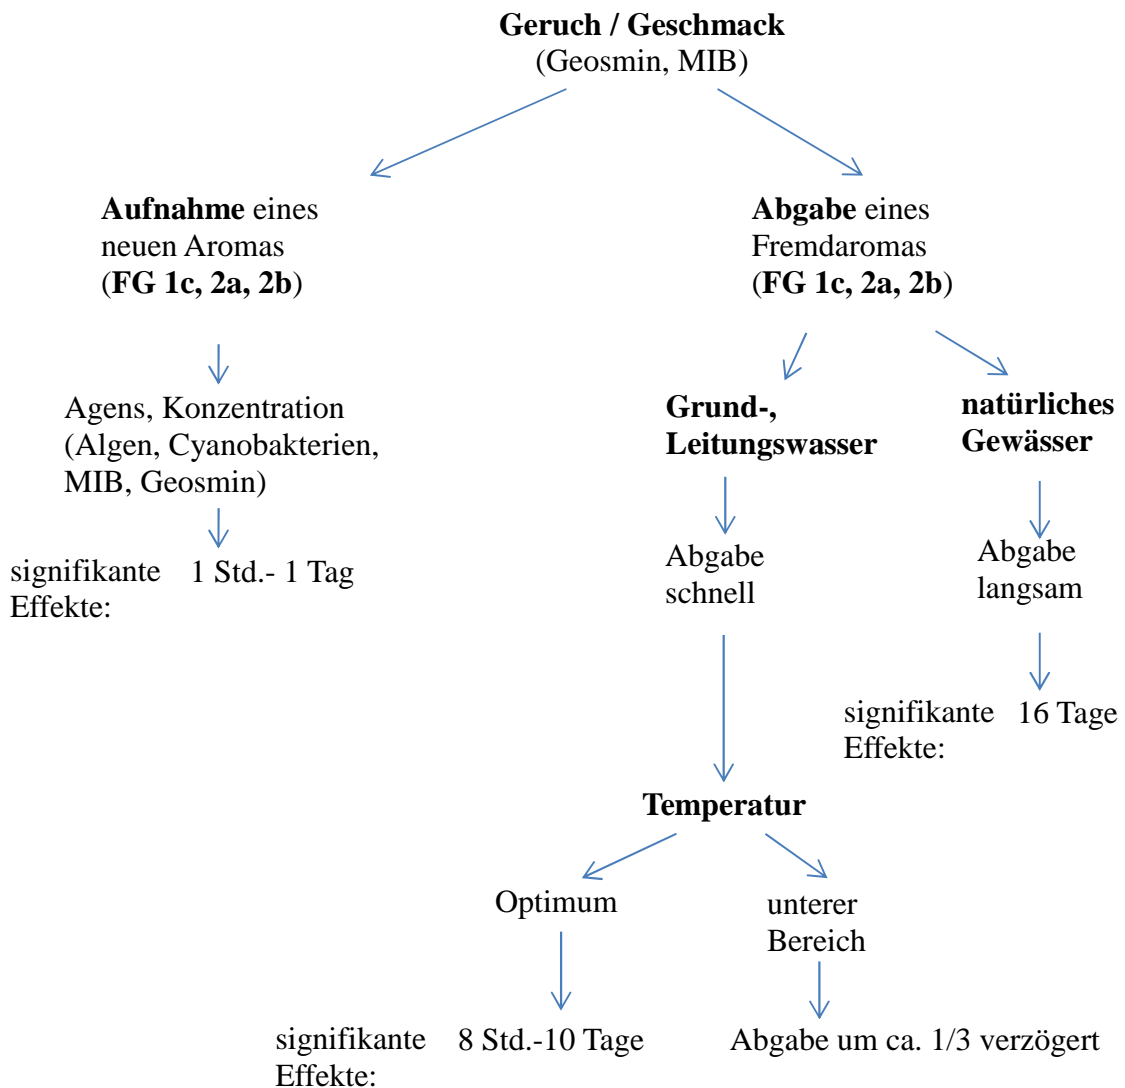 Geruch / Geschmack
(Geosmin, MIB)
Aufnahme eines
neuen Aromas
(FG 1c, 2a, 2b)
Abgabe eines
Fremdaromas
(FG 1c, 2a, 2b)
Agens, Konzentration
(Algen, Cyanobakterien,
MIB, Geosmin)
Grund-,
Leitungswasser
natürliches
Gewässer
signifikante 1 Std.- 1 Tag
Effekte:
Abgabe
schnell
Abgabe
langsam
signifikante 16 Tage
Effekte:
Temperatur
Optimum
unterer
Bereich
signifikante 8 Std.-10 Tage
Effekte:
Abgabe um ca. 1/3 verzögert